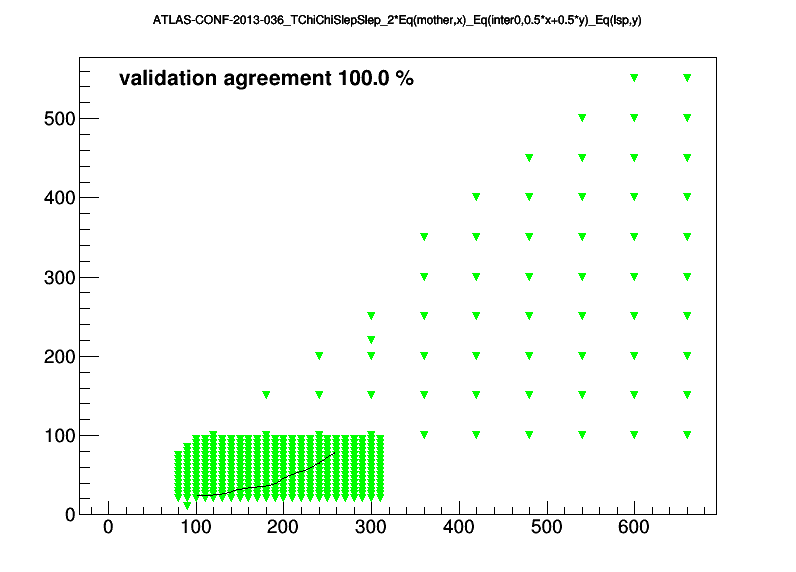 ATLAS-CONF-2013-036_TChiChiSlepSlep_2*Eq(mother,x)_Eq(inter0,0.5*x+0.5*y)_Eq(lsp,y)
validation agreement 100.0 %
500
400
300
200
100
0
0 100 200 300 400 500 600